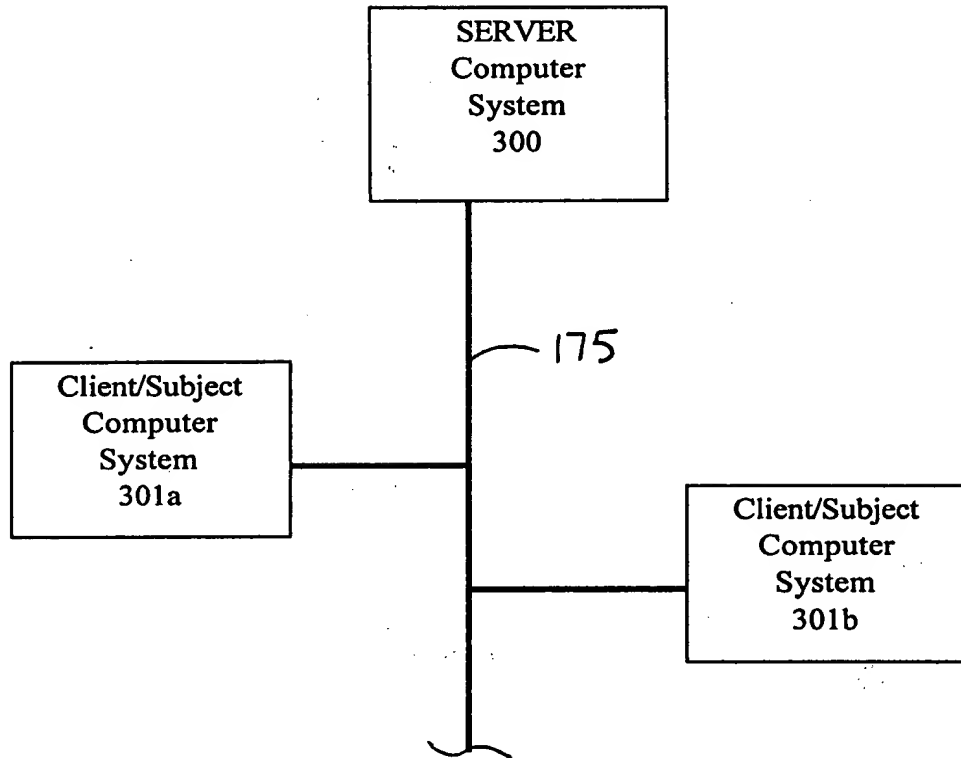 SERVER
Computer
System
300
175
Client/Subject
Computer
System
301a
Client/Subject
Computer
System
301b